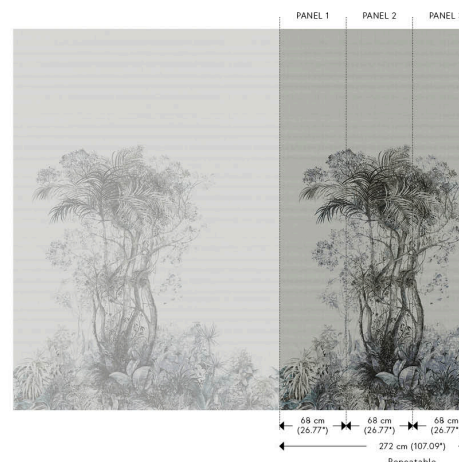 PANEL 1 PANEL 2 PANEL
68 cm 68 cm 68 cm
(26.77") (26.77") (26.77"
272 cm (107.09")
Repeatable